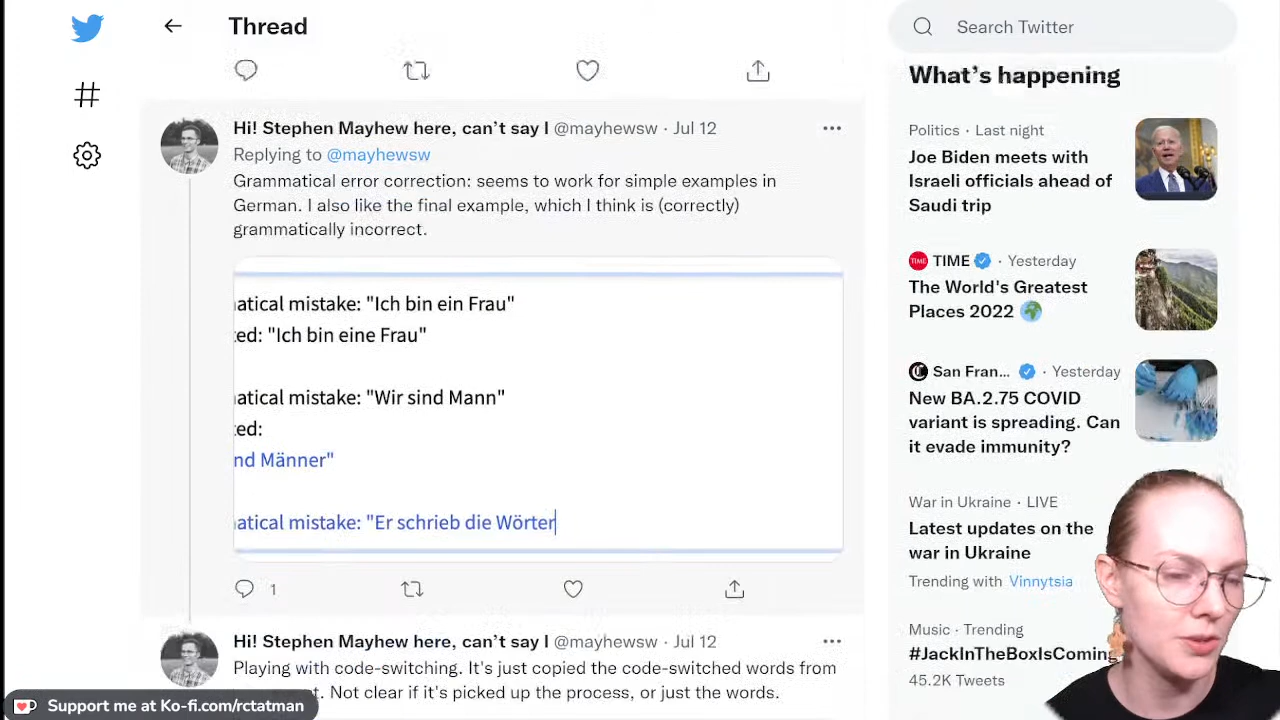 Thread
Search Twitter
What's happening
Hi! Stephen Mayhew here, can't say I @mayhewsw · Jul 12
Replying to @mayhewsw
Grammatical error correction: seems to work for simple examples in
German. I also like the final example, which I think is (correctly)
grammatically incorrect.
atical mistake: "Ich bin ein Frau"
ted: "Ich bin eine Frau"
atical mistake: "Wir sind Mann"
ted:
nd Männer"
atical mistake: "Er schrieb die Wörter
1
Hi! Stephen Mayhew here, can't say I @mayhewsw · Jul 12
Playing with code-switching. It's just copied the code-switched words from
t. Not clear if it's picked up the process, or just the words.
Support me at Ko-fi.com/rctatman
Politics · Last night
Joe Biden meets with
Israeli officials ahead of
Saudi trip
TIME
TIME · Yesterday
The World's Greatest
Places 2022
San Fran... · Yesterday
New BA.2.75 COVID
variant is spreading. Can
it evade immunity?
War in Ukraine · LIVE
Latest updates on the
war in Ukraine
Trending with Vinnytsia
Music · Trending
#JackInTheBoxIsComing
45.2K Tweets